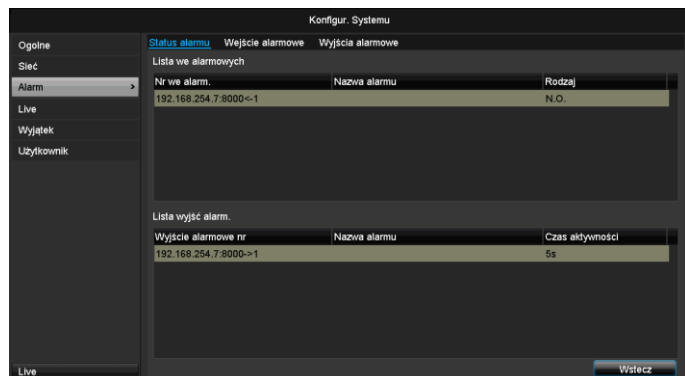 Konfigur. Systemu
Ogolne
Sieć
Alarm >
Live
Wyjątek
Użytkownik
Status alarmu Wejście alarmowe Wyjścia alarmowe
Lista we alarmowych
Nr we alarm. Nazwa alarmu Rodzaj
192.168.254.7:8000<-1 N.O.
Lista wyjść alarm.
Wyjście alarmowe nr Nazwa alarmu Czas aktywności
192.168.254.7:8000->1 5s
Live
Wstecz